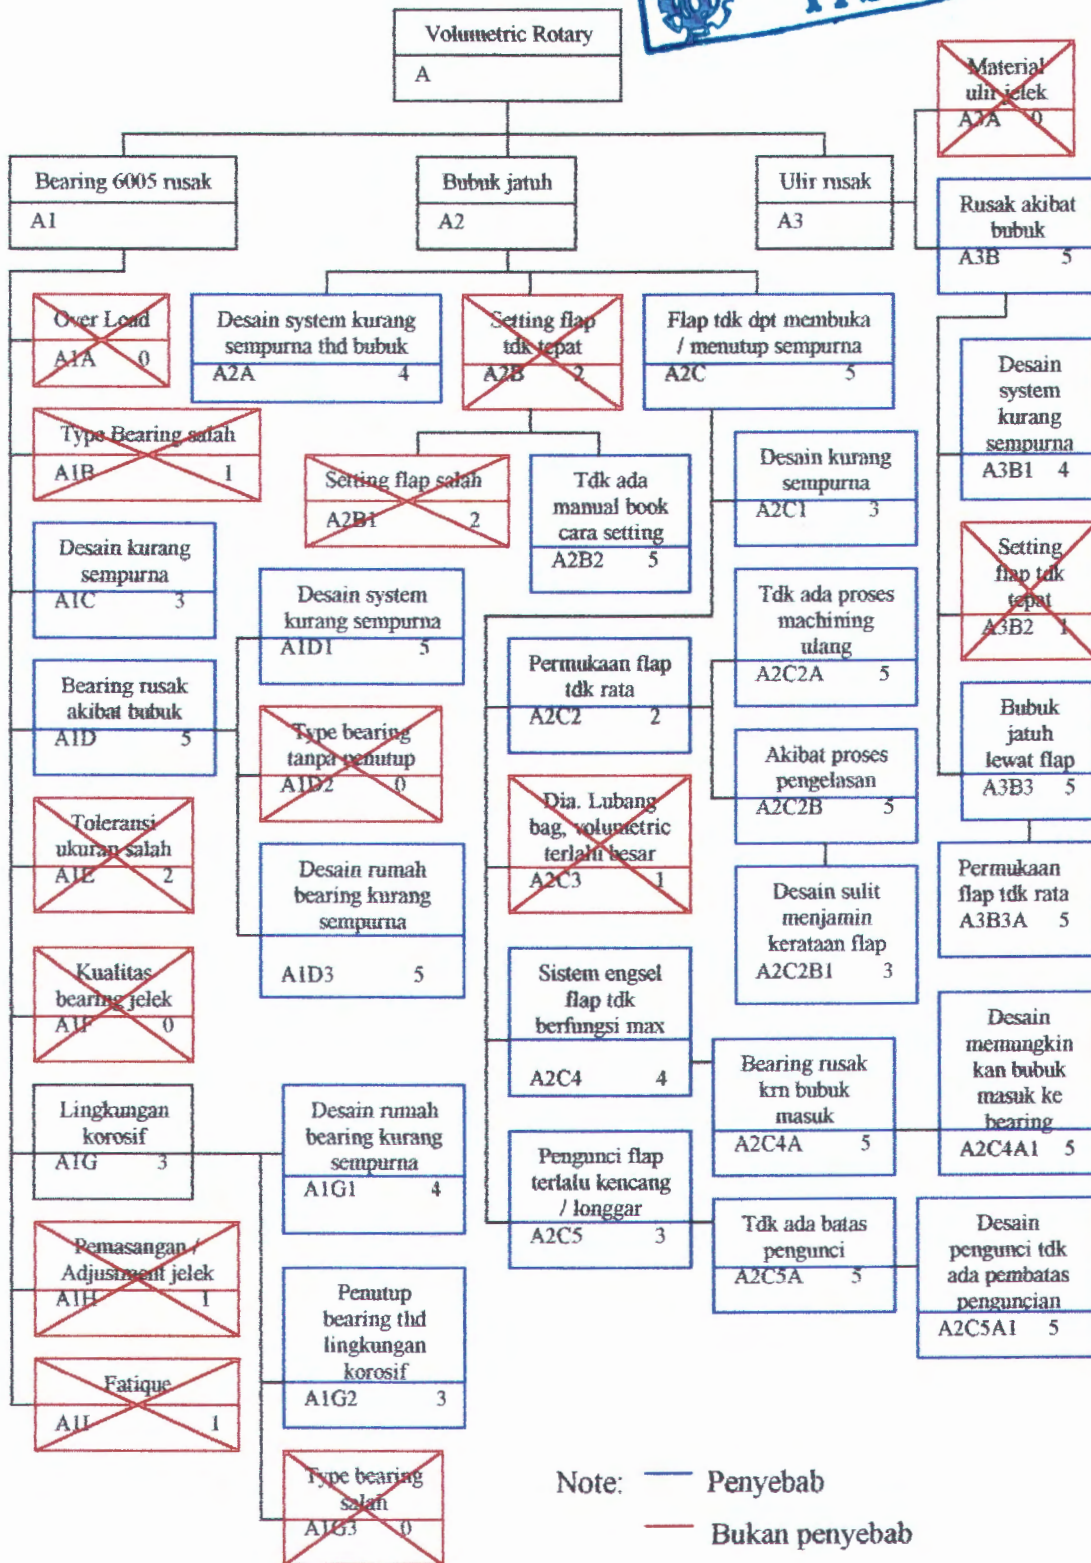 Volumetric Rotary
A
Bearing 6005 rusak
A1
Bubuk jatuh
A2
Ulir rusak
A3
Material
ulir jelek
A3A 0
Rusak akibat
bubuk
A3B 5
Over Load
A1A 0
Type Bearing salah
A1B 1
Desain kurang
sempurna
A1C 3
Bearing rusak
akibat bubuk
A1D 5
Toleransi
ukuran salah
A1E 2
Kualitas
bearing jelek
A1F 0
Lingkungan
korosif
A1G 3
Pemasangan /
Adjustment jelek
A1H 1
Fatique
A1I 1
Desain system
kurang sempurna
A1D1 5
Type bearing
tanpa penutup
A1D2 0
Desain rumah
bearing kurang
sempurna
A1D3 5
Desain rumah
bearing kurang
sempurna
A1G1 4
Penutup
bearing thd
lingkungan
korosif
A1G2 3
Type bearing
salah
A1G3 0
Desain system kurang
sempurna thd bubuk
A2A 4
Setting flap
tdk tepat
A2B 2
Flap tdk dpt membuka
/ menutup sempurna
A2C 5
Setting flap salah
A2B1 2
Tdk ada
manual book
cara setting
A2B2 5
Desain kurang
sempurna
A2C1 3
Permukaan flap
tdk rata
A2C2 2
Tdk ada proses
machining
ulang
A2C2A 5
Akibat proses
pengelasan
A2C2B 5
Desain sulit
menjamin
kerataan flap
A2C2B1 3
Dia. Lubang
bag, volumetric
terlalu besar
A2C3 1
Sistem engsel
flap tdk
berfungsi max
A2C4 4
Bearing rusak
krn bubuk
masuk
A2C4A 5
Desain
memungkin
kan bubuk
masuk ke
bearing
A2C4A1 5
Pengunci flap
terlalu kencang
/ longgar
A2C5 3
Tdk ada batas
pengunci
A2C5A 5
Desain
pengunci tdk
ada pembatas
penguncian
A2C5A1 5
Desain
system
kurang
sempurna
A3B1 4
Setting
flap tdk
tepat
A3B2 1
Bubuk
jatuh
lewat flap
A3B3 5
Permukaan
flap tdk rata
A3B3A 5
Note:
Penyebab
Bukan penyebab